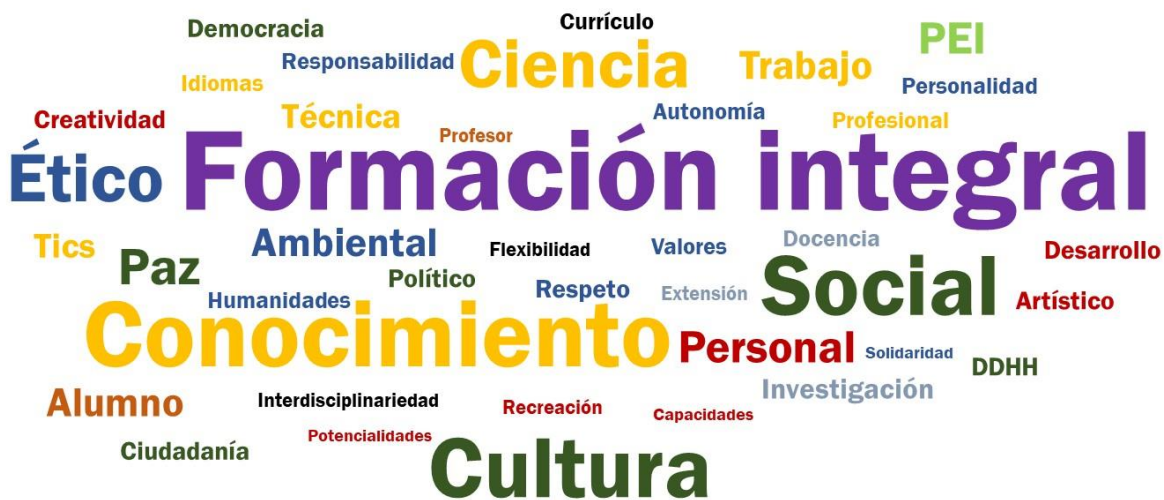 Currículo
Democracia
PEI
Responsabilidad
Ciencia
Trabajo
Idiomas
Personalidad
Creatividad
Técnica
Autonomía
Profesional
Profesor
Ético
Formación integral
Tics
Ambiental
Flexibilidad
Valores
Docencia
Desarrollo
Paz
Político
Social
Humanidades
Respeto
Extensión
Artístico
Conocimiento
Personal
Solidaridad
DDHH
Investigación
Alumno
Interdisciplinariedad
Recreación
Capacidades
Ciudadanía
Potencialidades
Cultura